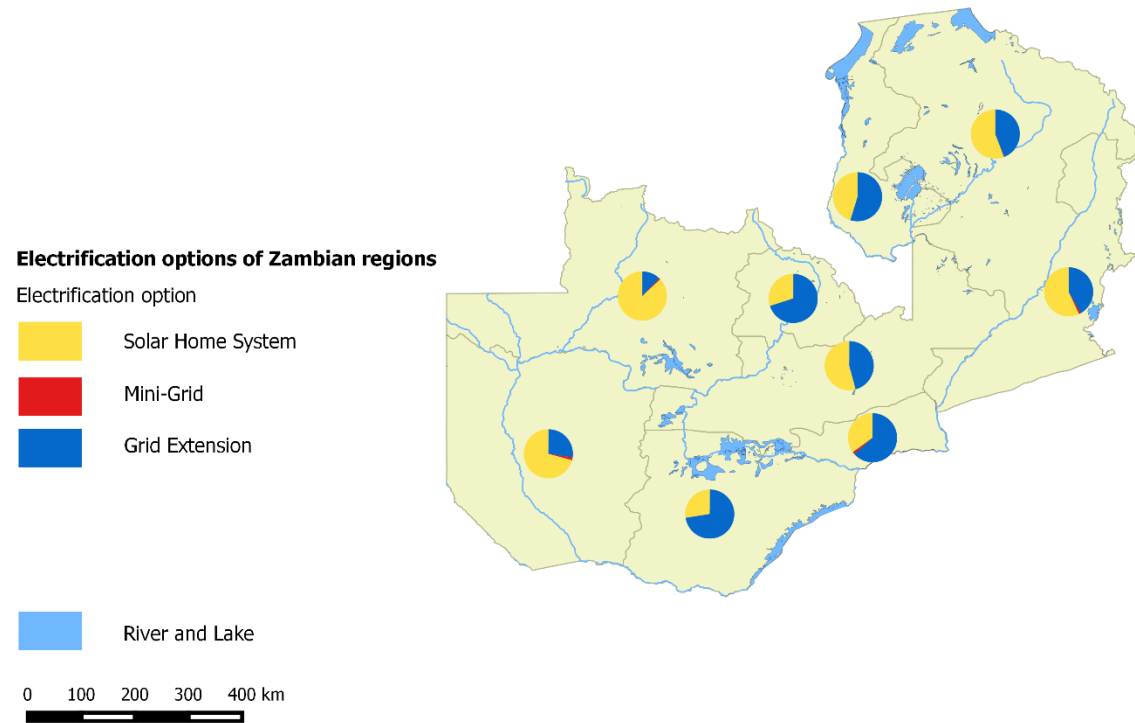 Electrification options of Zambian regions
Electrification option
Solar Home System
Mini-Grid
Grid Extension
River and Lake
0 100 200 300 400 km